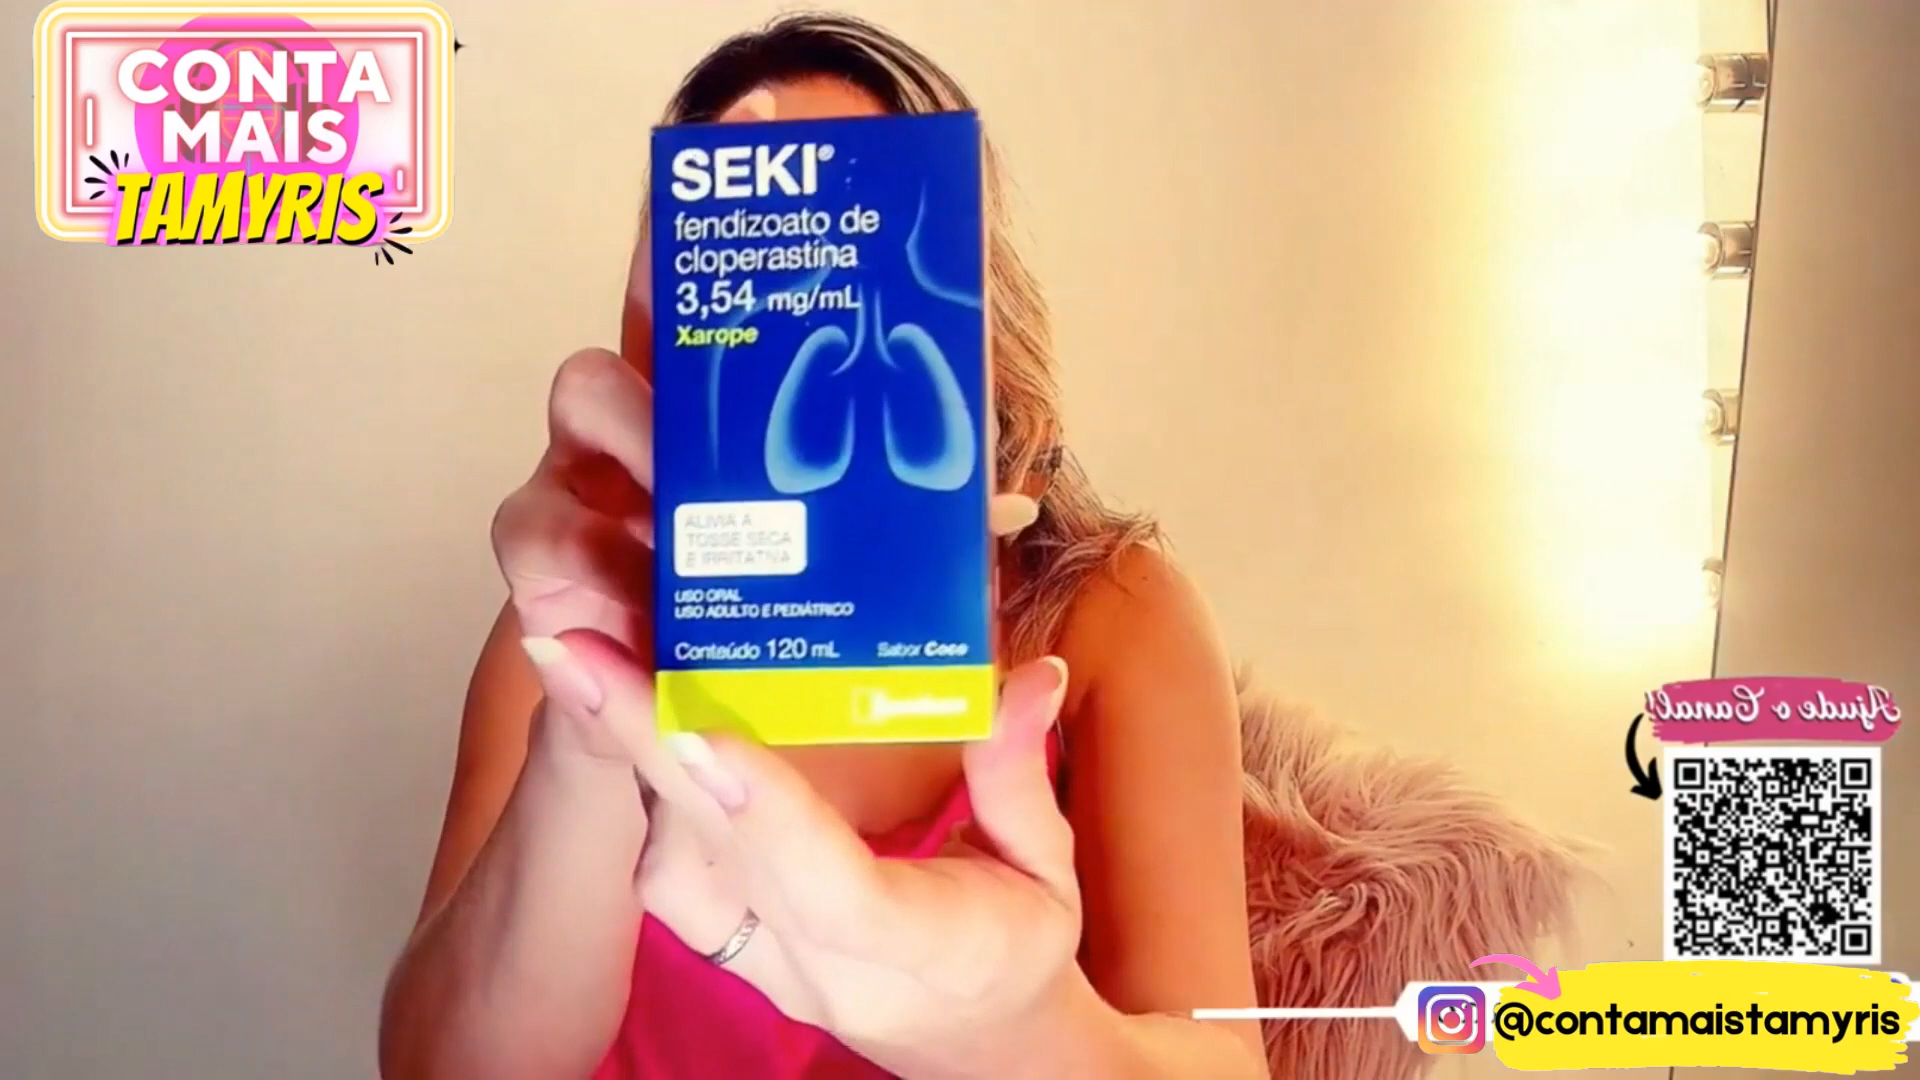 CONTA
MAIS
TAMYRIS
SEKI®
fendizoato de
cloperastina
3,54 mg/mL
Xarope
ALIVIA A
TOSSE SECA
E IRRITATIVA
USO ORAL
USO ADULTO E PEDIÁTRICO
Conteúdo 120 mL Sabor Coco
Ajude o Canal!
@contamaistamyris